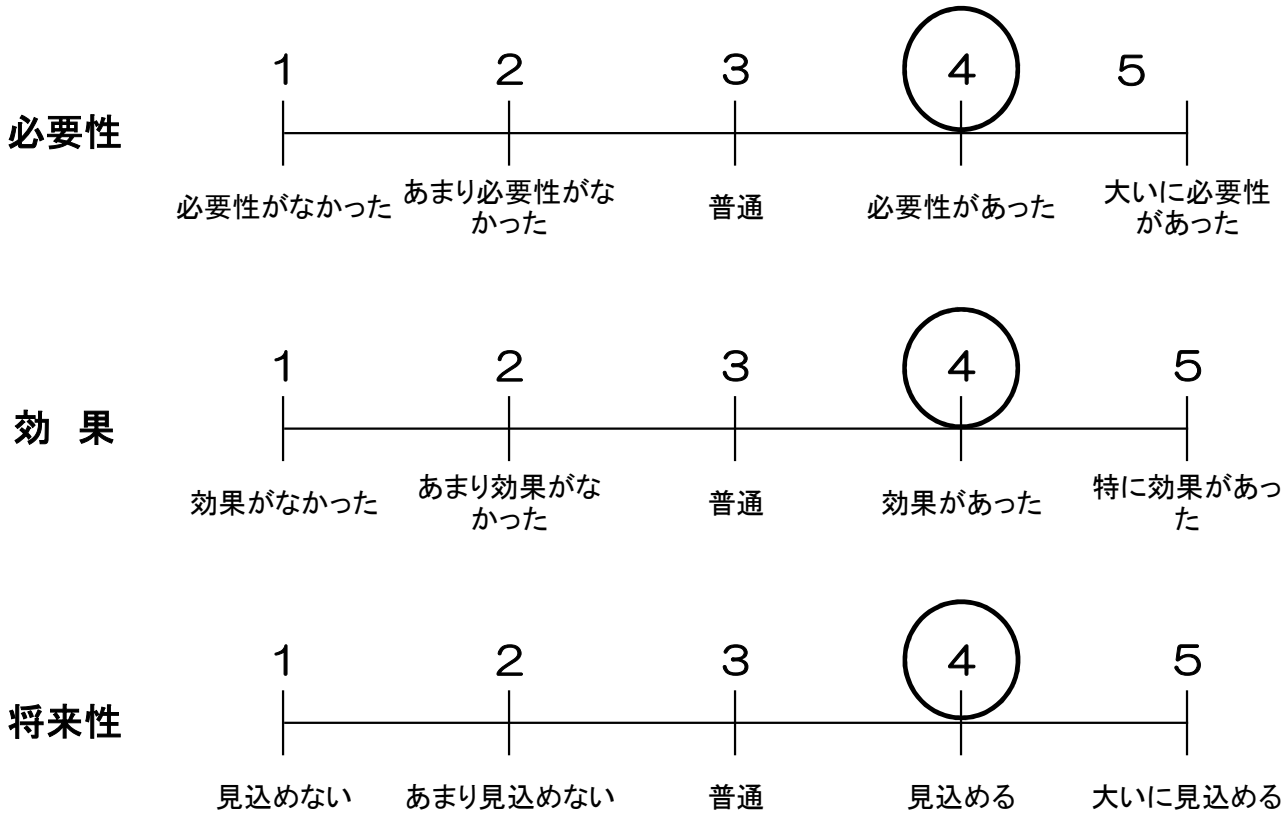 1 2 3 4 5
必要性
必要性がなかった あまり必要性がな 普通 必要性があった 大いに必要性
かった があった
1 2 3 4 5
効 果
効果がなかった あまり効果がな 普通 効果があった 特に効果があっ
かった た
1 2 3 4 5
将来性
見込めない あまり見込めない 普通 見込める 大いに見込める